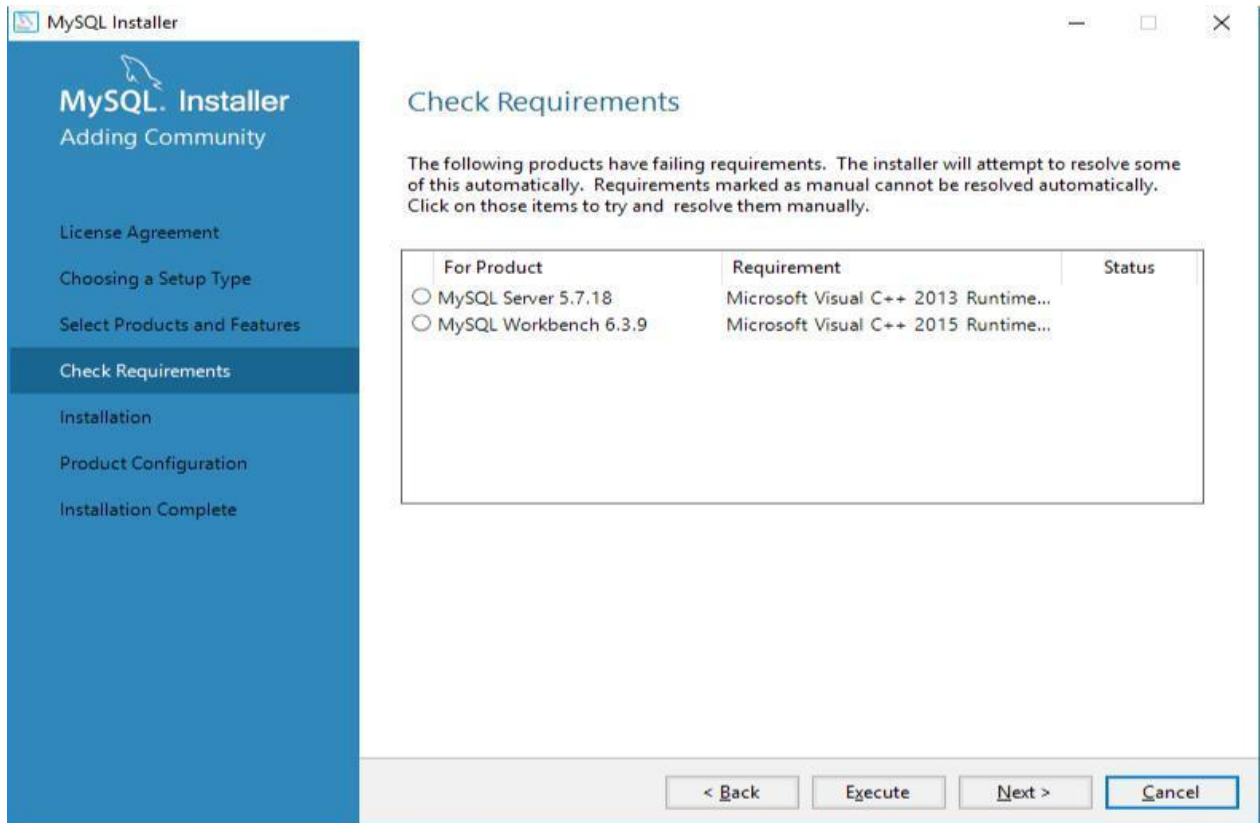 MySQL Installer
MySQL. Installer
Adding Community
License Agreement
Choosing a Setup Type
Select Products and Features
Check Requirements
Installation
Product Configuration
Installation Complete
Check Requirements
The following products have failing requirements. The installer will attempt to resolve some
of this automatically. Requirements marked as manual cannot be resolved automatically.
Click on those items to try and resolve them manually.
For Product Requirement Status
MySQL Server 5.7.18 Microsoft Visual C++ 2013 Runtime...
MySQL Workbench 6.3.9 Microsoft Visual C++ 2015 Runtime...
< Back Execute Next > Cancel